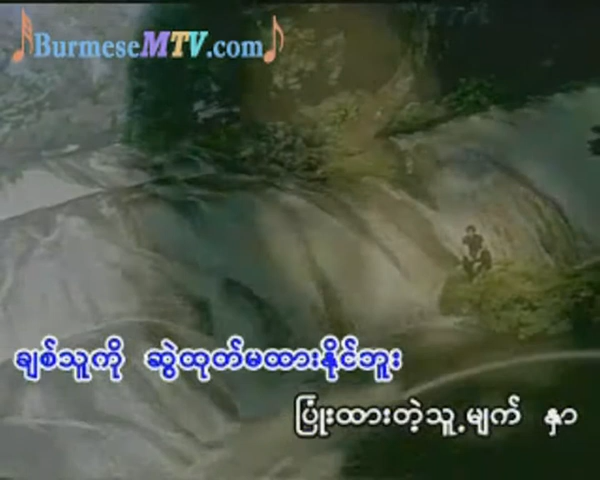 BurmeseMTV.com
ချစ်သူကို ဆွဲထုတ်မထားနိုင်ဘူး
ပြုံးထားတဲ့သူ့မျက် နှာ